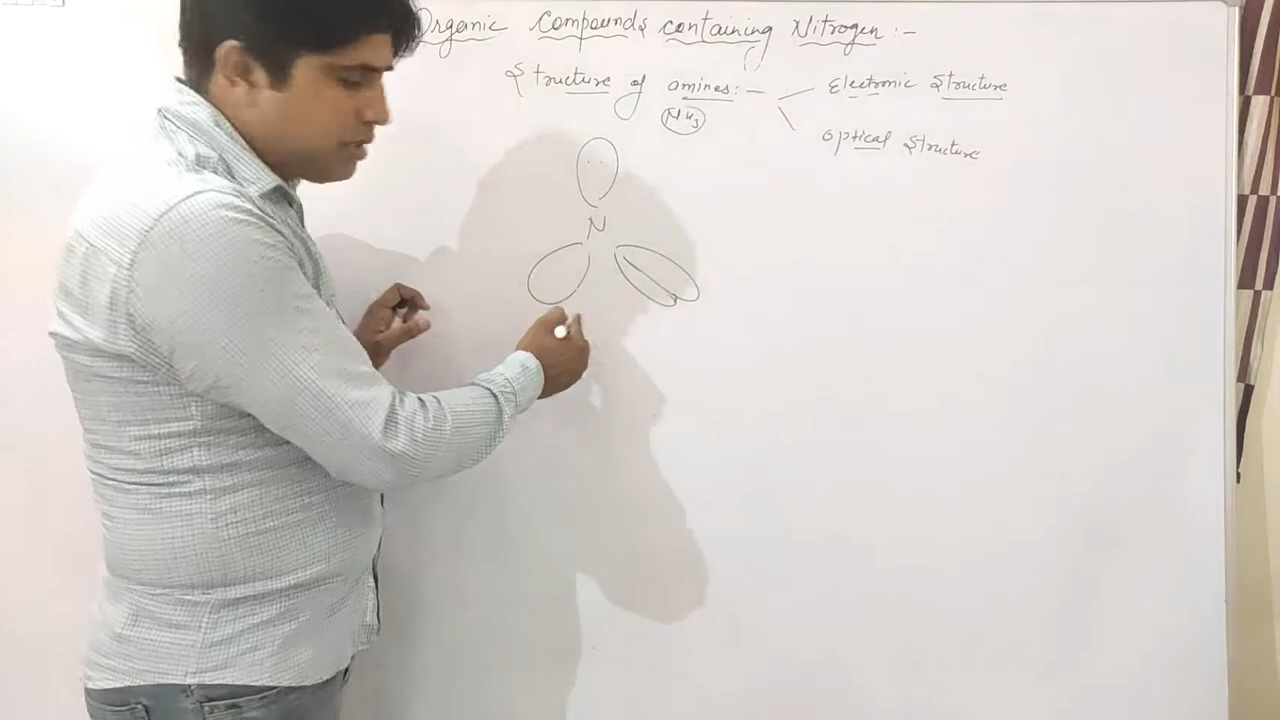 Organic Compounds containing Nitrogen :-
Structure of amines :-
Electronic Structure
NH3
Optical Structure
N